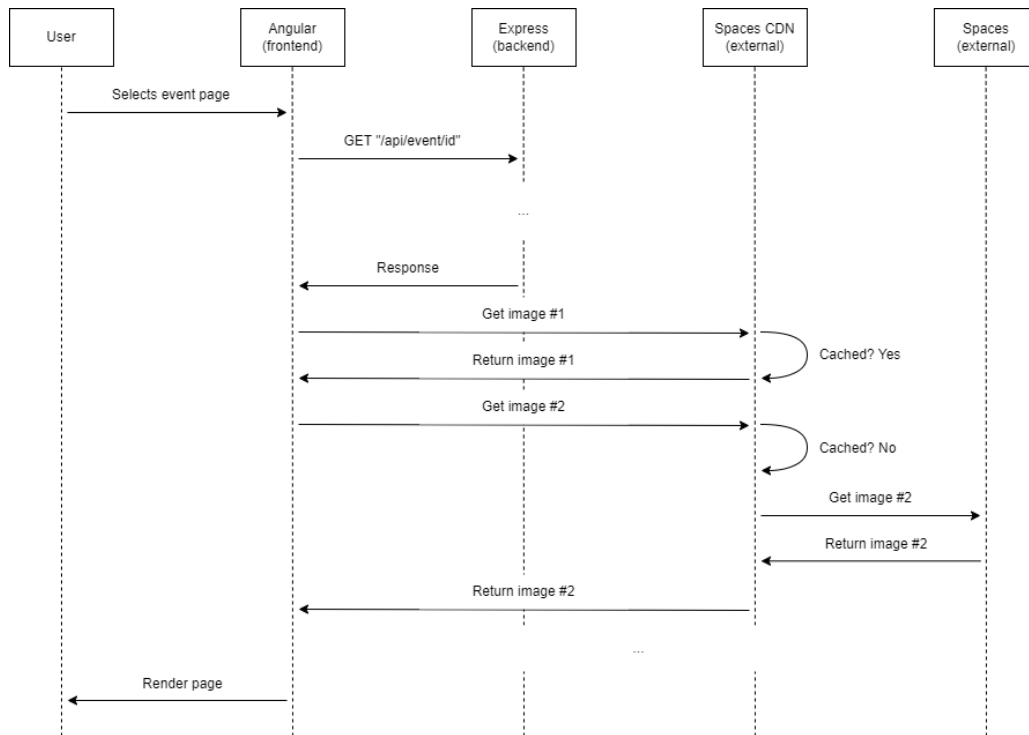 User
Angular
(frontend)
Express
(backend)
Spaces CDN
(external)
Spaces
(external)
Selects event page
GET "/api/event/id"
...
Response
Get image #1
Cached? Yes
Return image #1
Get image #2
Cached? No
Get image #2
Return image #2
Return image #2
...
Render page